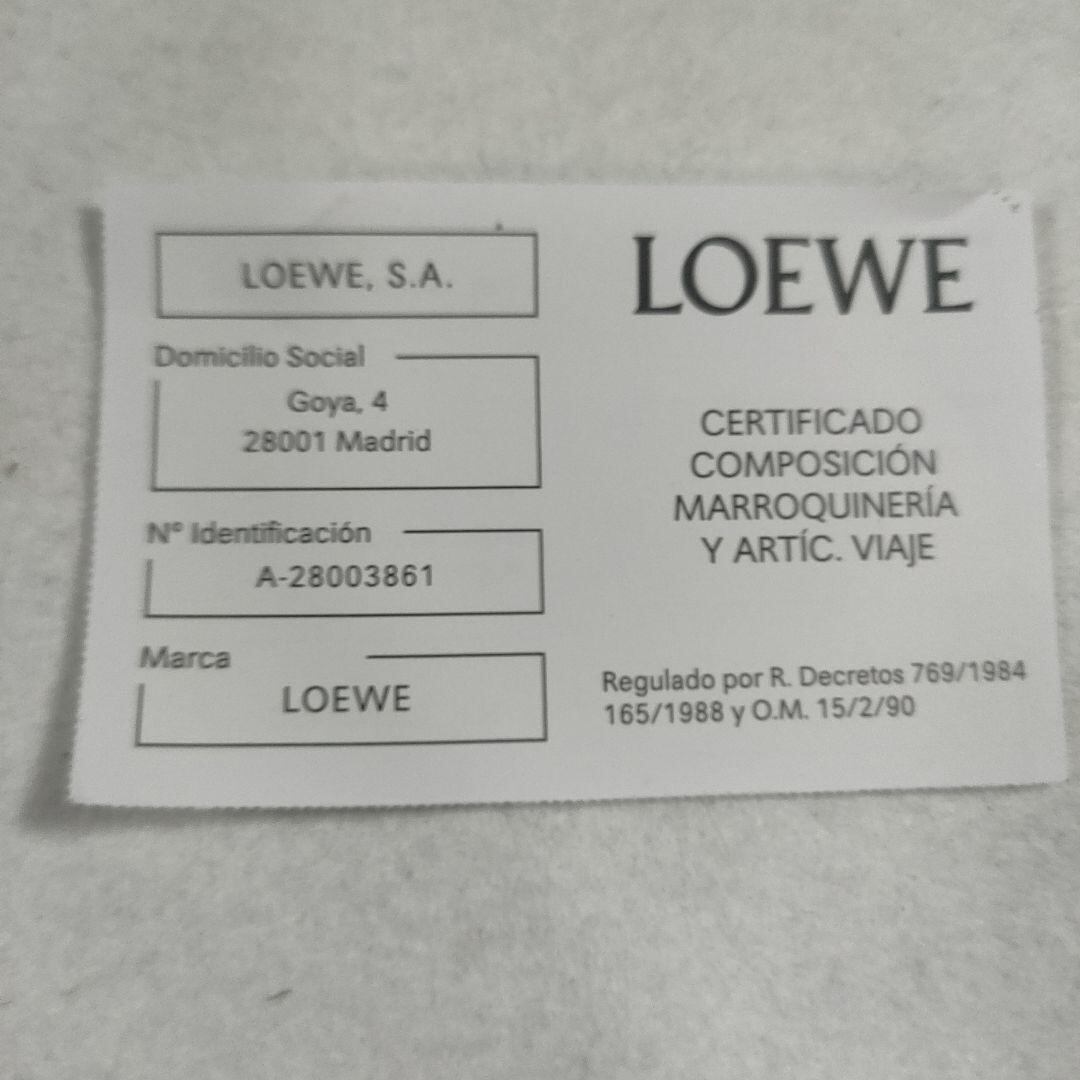 LOEWE, S.A.
Domicilio Social
Goya, 4
28001 Madrid
Nº Identificación
A-28003861
Marca
LOEWE
LOEWE
CERTIFICADO
COMPOSICIÓN
MARROQUINERÍA
Y ARTÍC. VIAJE
Regulado por R. Decretos 769/1984
165/1988 y O.M. 15/2/90